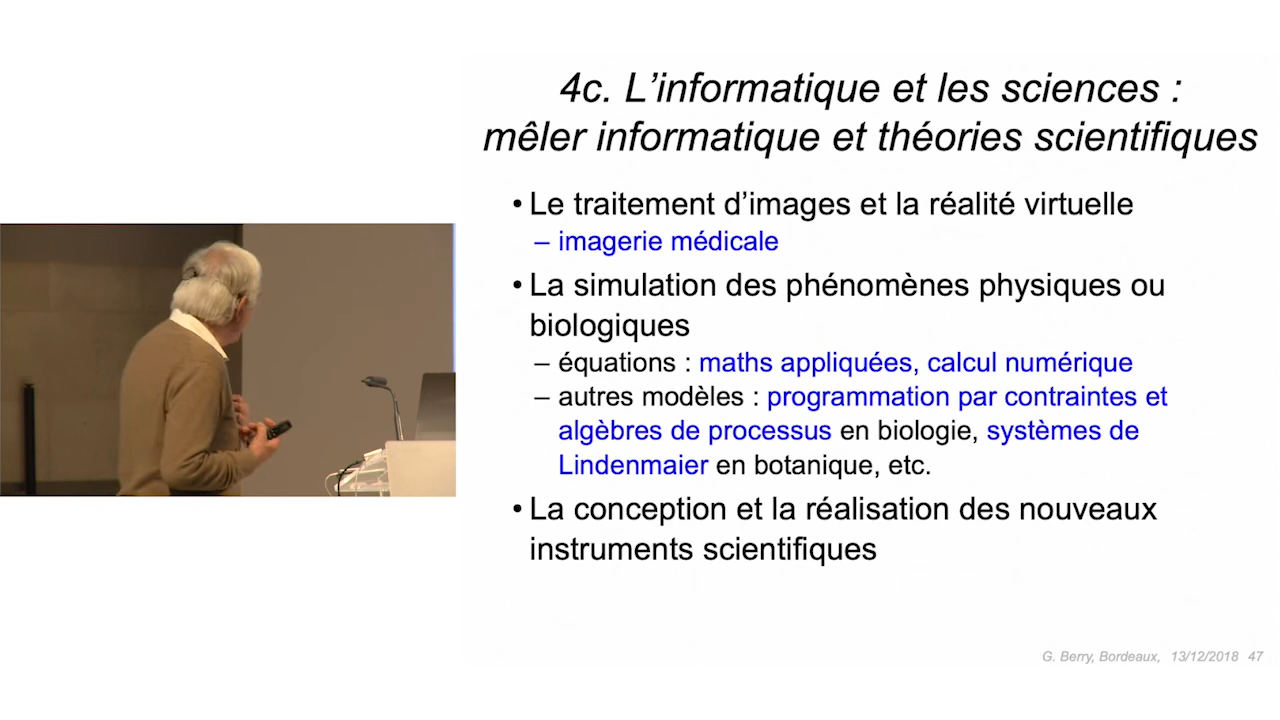 4c. L'informatique et les sciences :
mêler informatique et théories scientifiques
• Le traitement d'images et la réalité virtuelle
– imagerie médicale
• La simulation des phénomènes physiques ou
biologiques
– équations : maths appliquées, calcul numérique
– autres modèles : programmation par contraintes et
algèbres de processus en biologie, systèmes de
Lindenmaier en botanique, etc.
• La conception et la réalisation des nouveaux
instruments scientifiques
G. Berry, Bordeaux, 13/12/2018 47